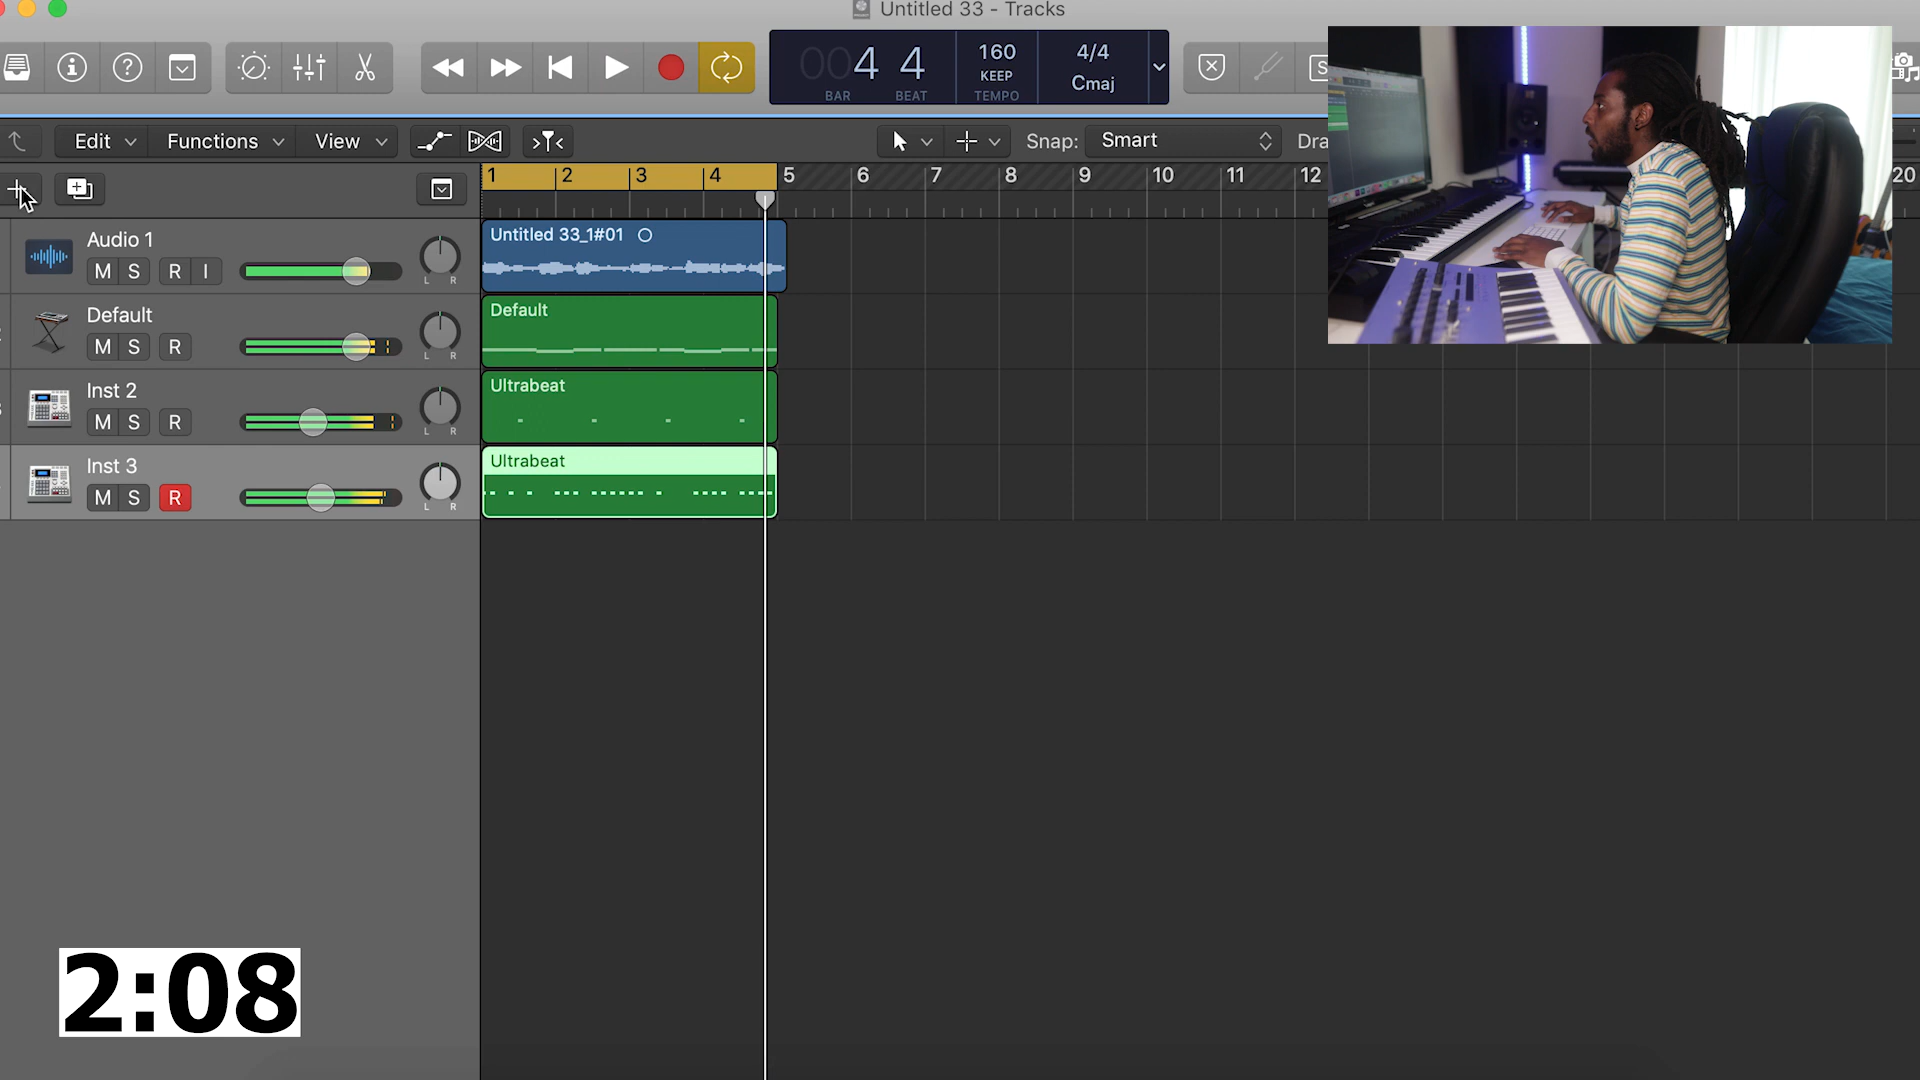 Untitled 33 - Tracks
004 4 160 4/4
KEEP Cmaj
BAR BEAT TEMPO
S
Edit Functions View Snap: Smart Dra
1 2 3 4 5 6 7 8 9 10 11 12 20
Audio 1
M S R I L R
Untitled 33_1#01
Default
M S R L R
Default
Inst 2
M S R L R
Ultrabeat
Inst 3
M S R L R
Ultrabeat
2:08